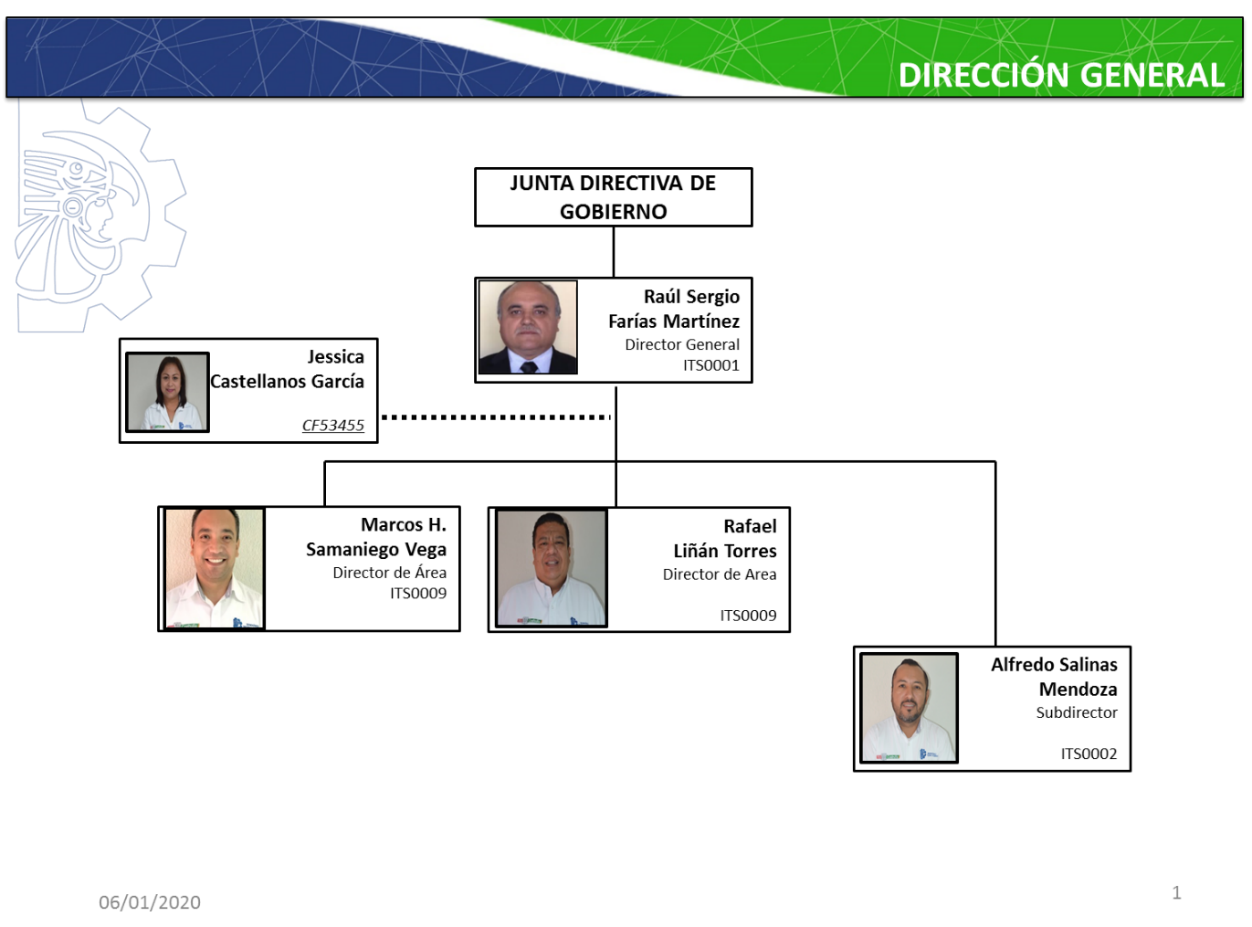 DIRECCIÓN GENERAL
JUNTA DIRECTIVA DE
GOBIERNO
Raúl Sergio
Farías Martínez
Director General
ITS0001
Jessica
Castellanos García
CF53455
Marcos H.
Samaniego Vega
Director de Área
ITS0009
Rafael
Liñán Torres
Director de Area
ITS0009
Alfredo Salinas
Mendoza
Subdirector
ITS0002
06/01/2020
1